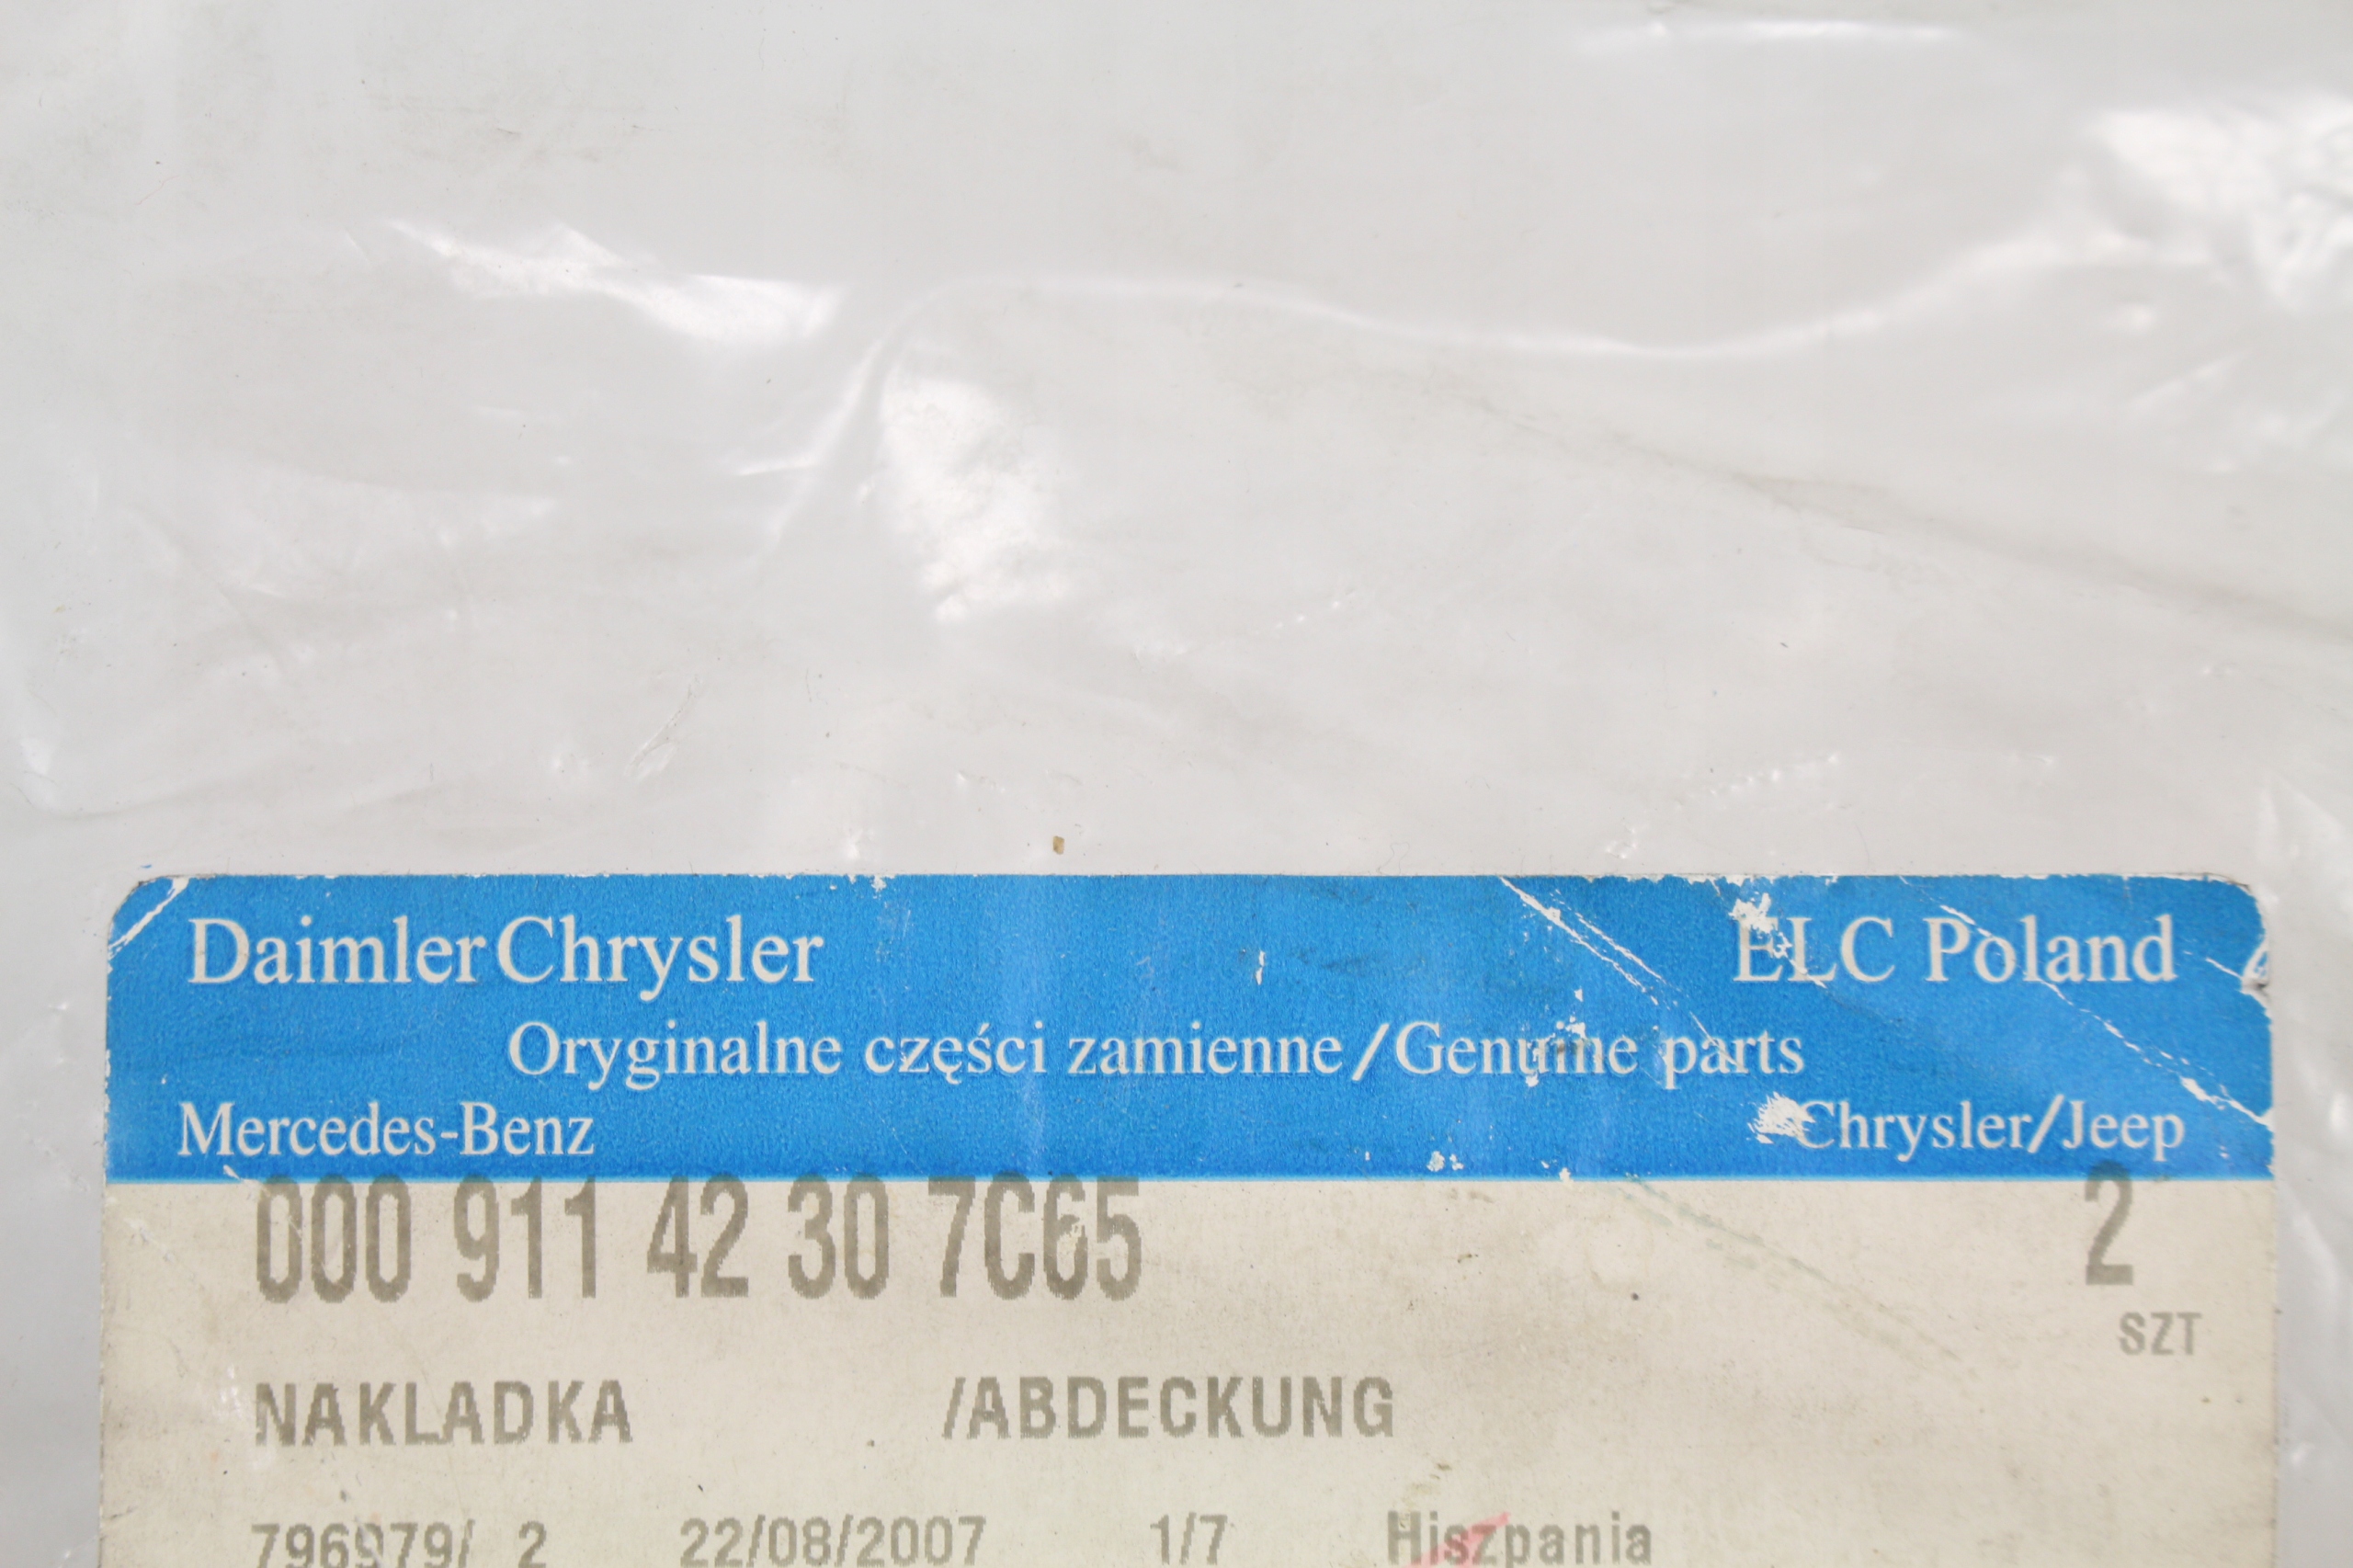 DaimlerChrysler ELC Poland
Oryginalne części zamienne/Genuine parts
Mercedes-Benz Chrysler/Jeep
000 911 42 30 7C65 2
SZT
NAKLADKA /ABDECKUNG
796979/ 2 22/08/2007 1/7 Hiszpania